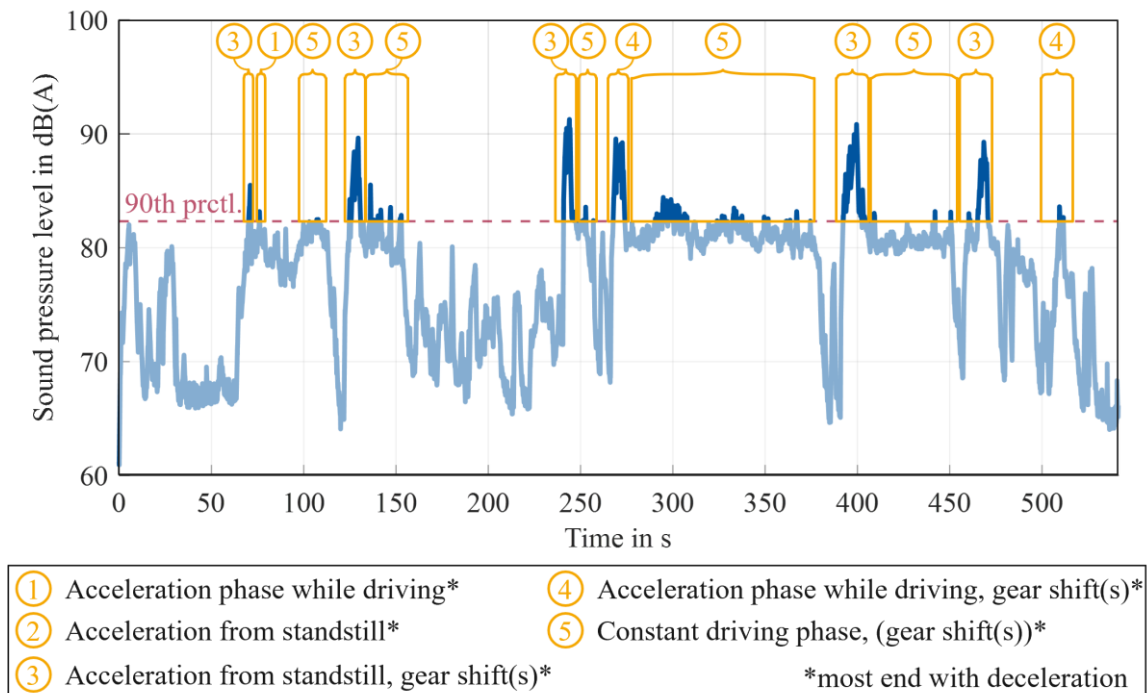 100
90
80
70
60
Sound pressure level in dB(A)
3 1 5 3 5 3 5 4 5 3 5 3 4
90th prctl.
0 50 100 150 200 250 300 350 400 450 500
Time in s
1 Acceleration phase while driving*
2 Acceleration from standstill*
3 Acceleration from standstill, gear shift(s)*
4 Acceleration phase while driving, gear shift(s)*
5 Constant driving phase, (gear shift(s))*
*most end with deceleration